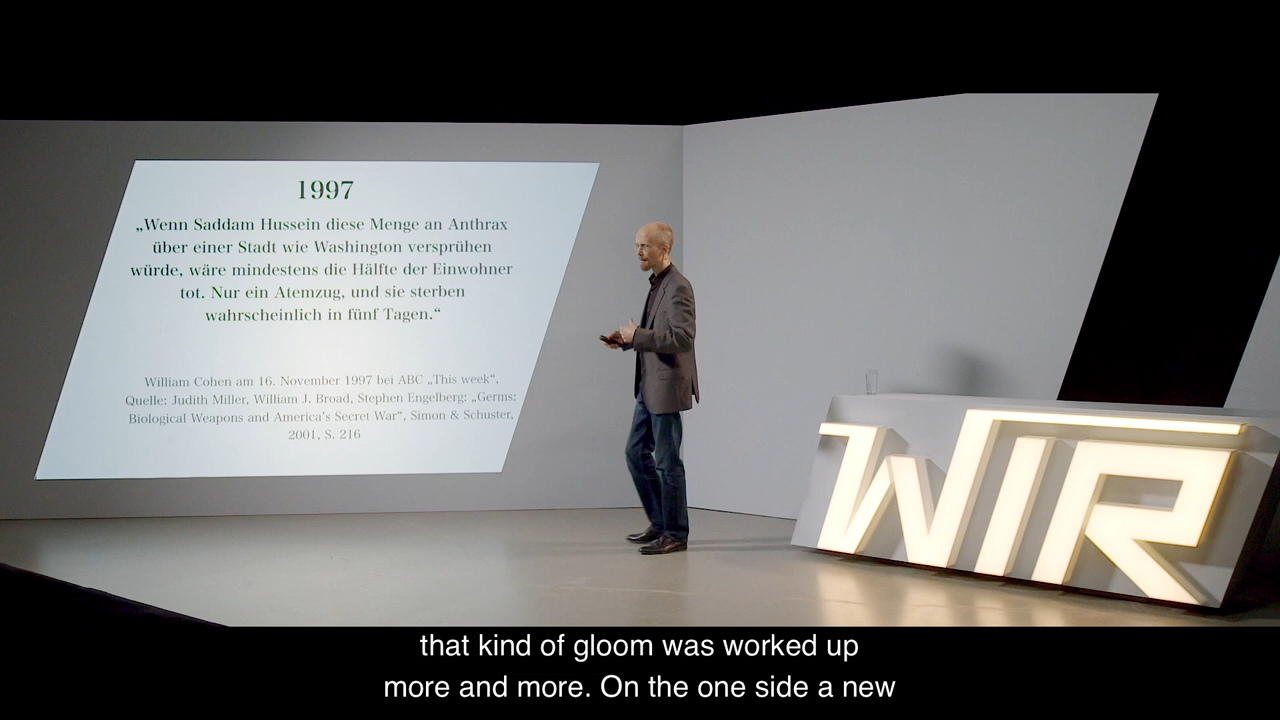 1997
„Wenn Saddam Hussein diese Menge an Anthrax
über einer Stadt wie Washington versprühen
würde, wäre mindestens die Hälfte der Einwohner
tot. Nur ein Atemzug, und sie sterben
wahrscheinlich in fünf Tagen.“
William Cohen am 16. November 1997 bei ABC „This week“,
Quelle: Judith Miller, William J. Broad, Stephen Engelberg: „Germs:
Biological Weapons and America's Secret War“, Simon & Schuster,
2001, S. 216
WIR
that kind of gloom was worked up
more and more. On the one side a new